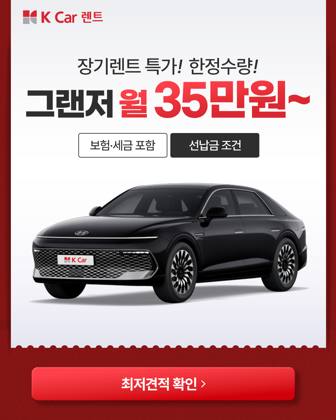 K Car 렌트
장기렌트 특가! 한정수량!
그랜저 월 35만원~
보험·세금 포함
선납금 조건
K Car
최저견적 확인 >